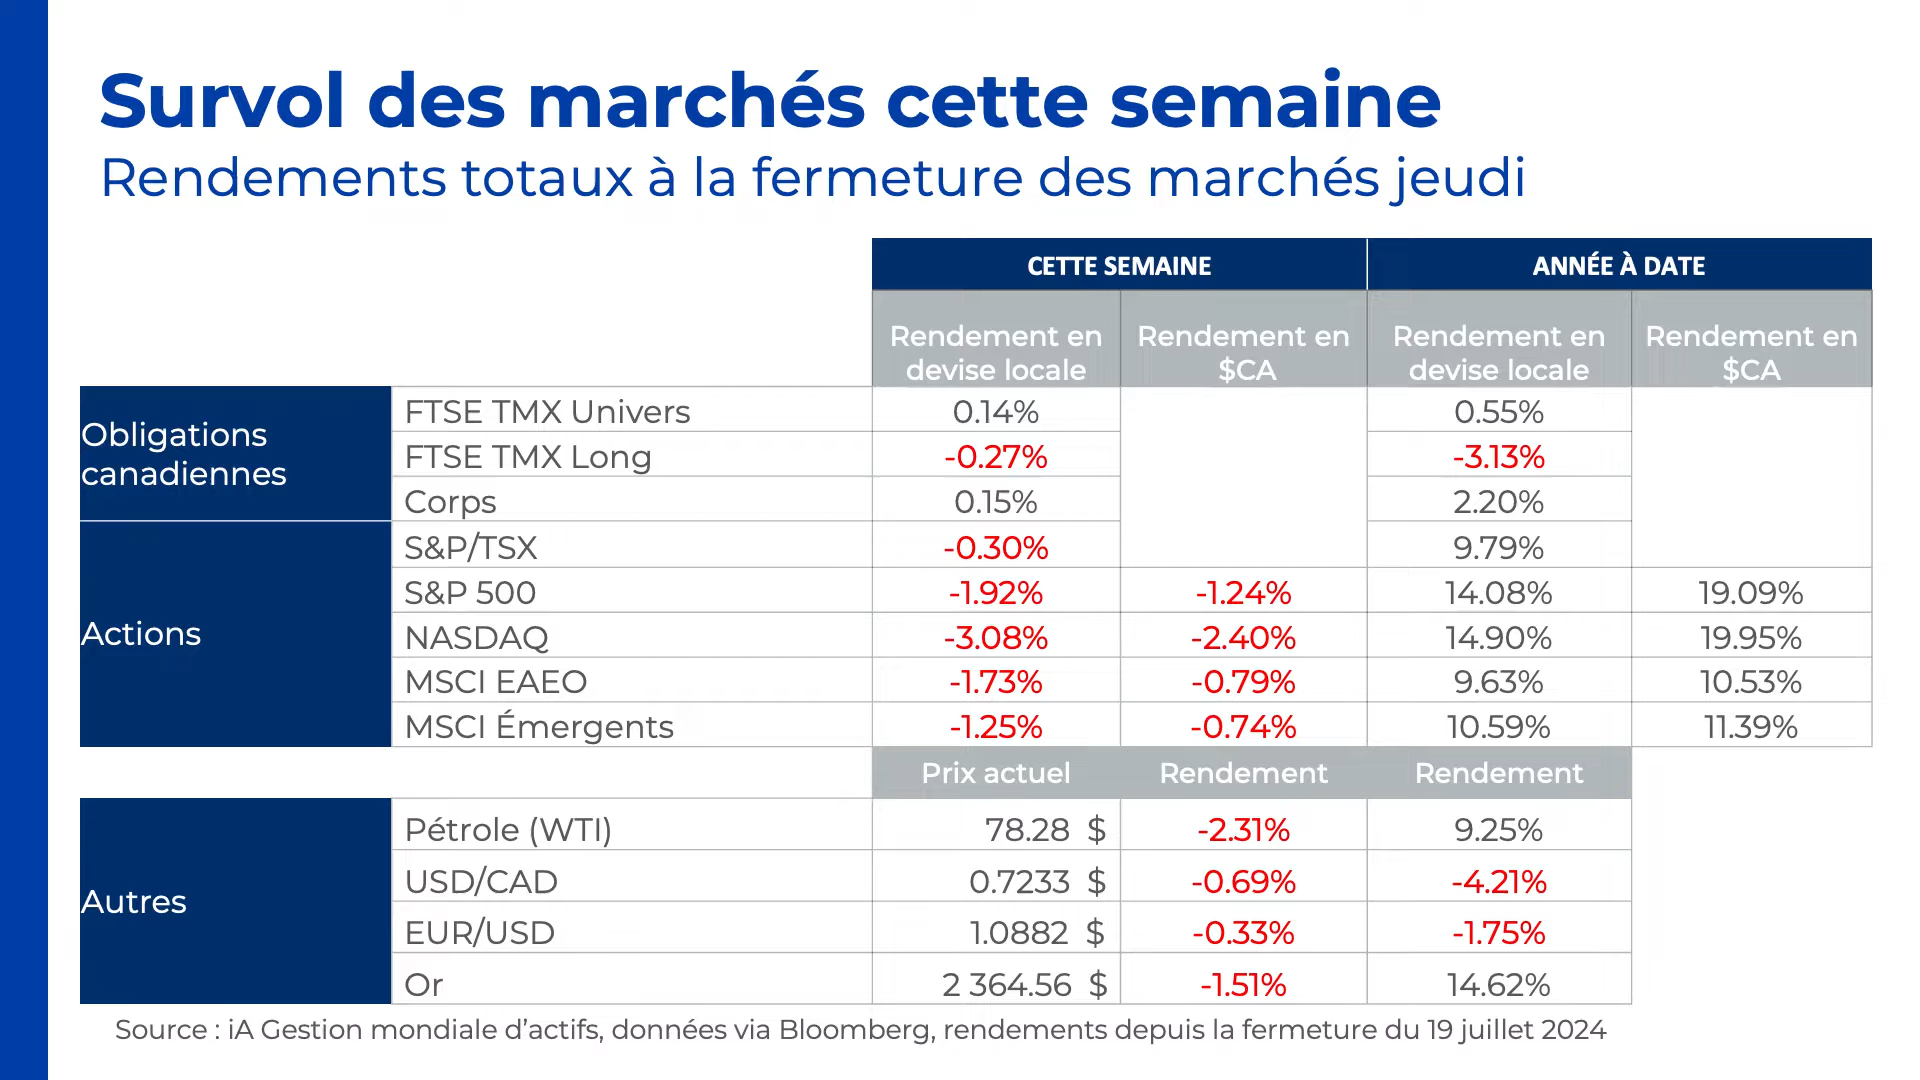 Survol des marchés cette semaine
Rendements totaux à la fermeture des marchés jeudi
CETTE SEMAINE ANNÉE À DATE
Rendement en devise locale Rendement en $CA Rendement en devise locale Rendement en $CA
Obligations canadiennes
FTSE TMX Univers 0.14% 0.55%
FTSE TMX Long -0.27% -3.13%
Corps 0.15% 2.20%
Actions
S&P/TSX -0.30% 9.79%
S&P 500 -1.92% -1.24% 14.08% 19.09%
NASDAQ -3.08% -2.40% 14.90% 19.95%
MSCI EAEO -1.73% -0.79% 9.63% 10.53%
MSCI Émergents -1.25% -0.74% 10.59% 11.39%
Prix actuel Rendement Rendement
Autres
Pétrole (WTI) 78.28 $ -2.31% 9.25%
USD/CAD 0.7233 $ -0.69% -4.21%
EUR/USD 1.0882 $ -0.33% -1.75%
Or 2 364.56 $ -1.51% 14.62%
Source : iA Gestion mondiale d'actifs, données via Bloomberg, rendements depuis la fermeture du 19 juillet 2024